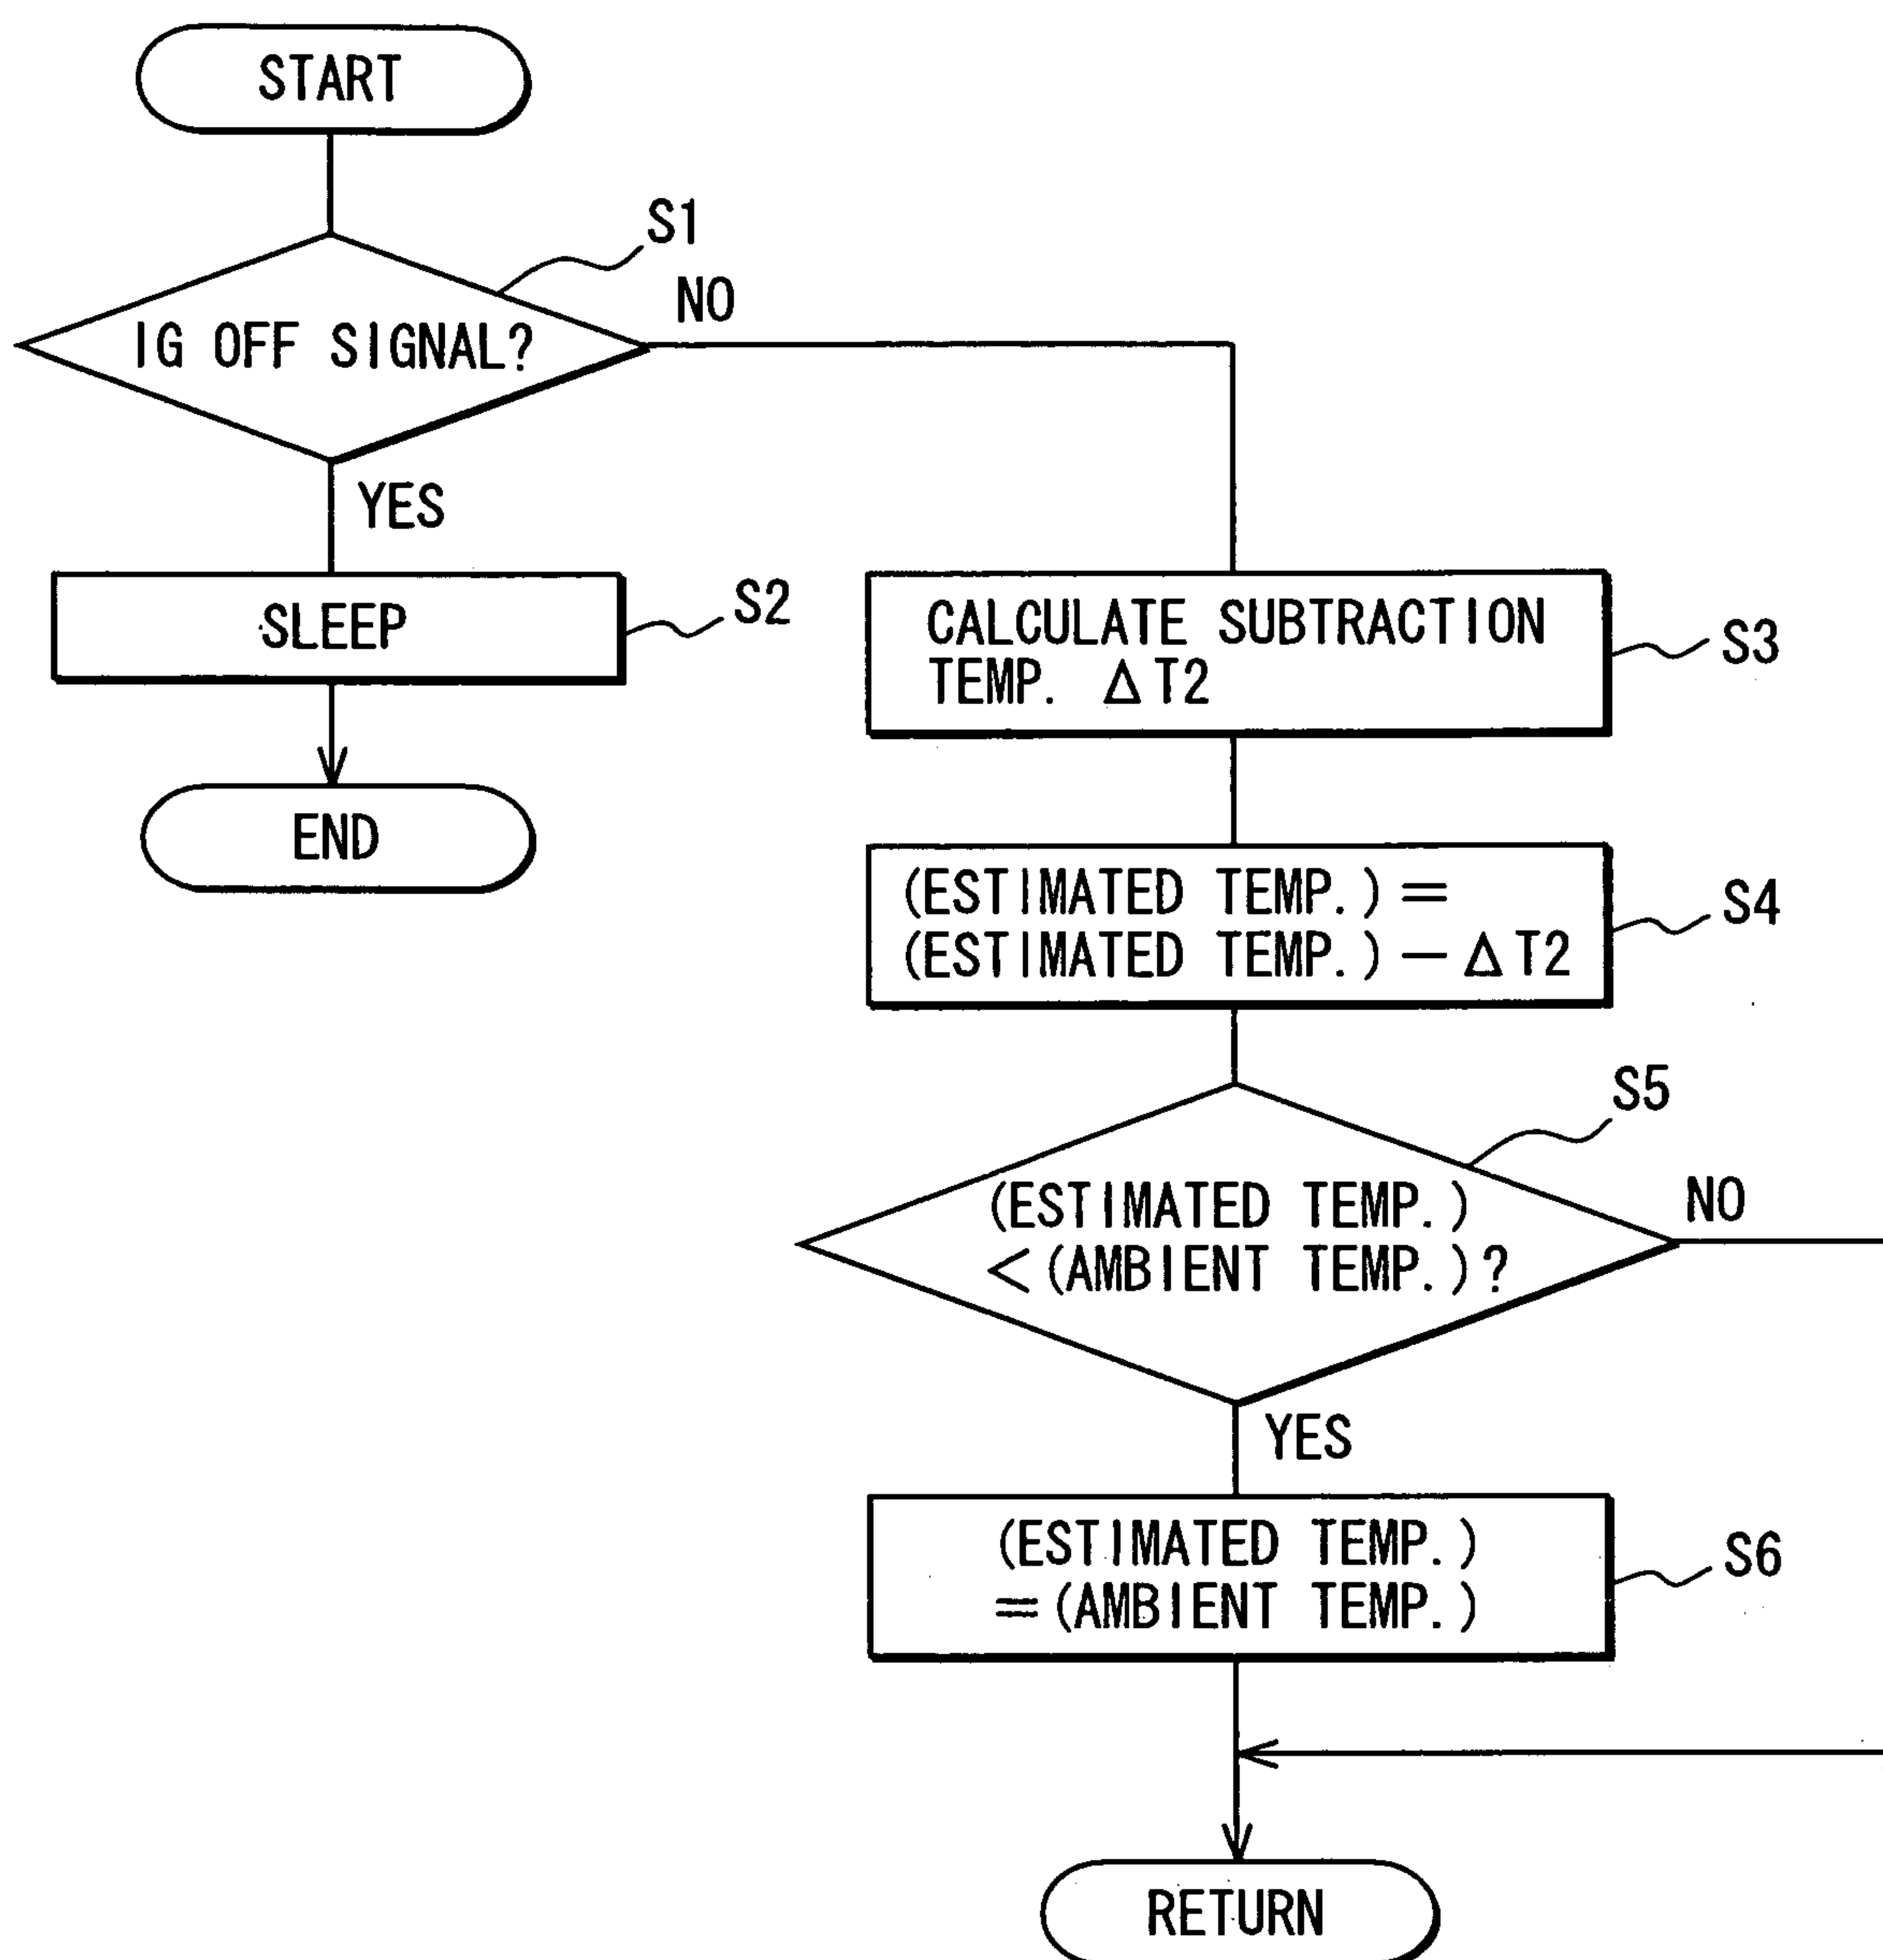 START
S1
IG OFF SIGNAL?
NO
YES
SLEEP
S2
END
CALCULATE SUBTRACTION
TEMP. ΔT2
S3
(ESTIMATED TEMP.)=
(ESTIMATED TEMP.)−ΔT2
S4
S5
(ESTIMATED TEMP.)
<(AMBIENT TEMP.)?
NO
YES
(ESTIMATED TEMP.)
=(AMBIENT TEMP.)
S6
RETURN